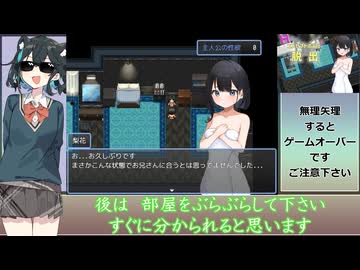 主人公の性欲 0
脱出
梨花
お...お久しぶりです
まさかこんな状態でお兄さんに合うとは思ってませんでした...
無理矢理
すると
ゲームオーバー
です
ご注意下さい
後は 部屋をぶらぶらして下さい
すぐに分かられると思います